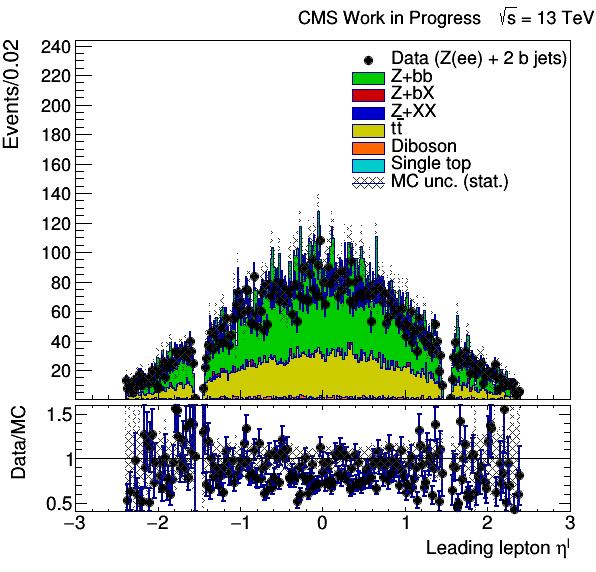 CMS Work in Progress √s = 13 TeV
Events/0.02
240
220
200
180
160
140
120
100
80
60
40
20
Data (Z(ee) + 2 b jets)
Z+bb
Z+bX
Z+XX
tt̅
Diboson
Single top
MC unc. (stat.)
Data/MC
1.5
1
0.5
−3 −2 −1 0 1 2 3
Leading lepton ηˡ